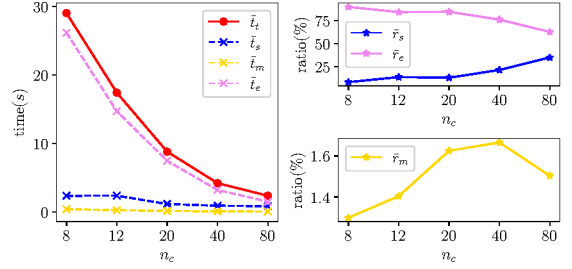 30
20
10
0
time(s)
8
12
20
40
80
n_c
t̄_t
t̄_s
t̄_m
t̄_e
75
50
25
ratio(%)
8
12
20
40
80
n_c
r̄_s
r̄_e
1.6
1.4
ratio(%)
8
12
20
40
80
n_c
r̄_m